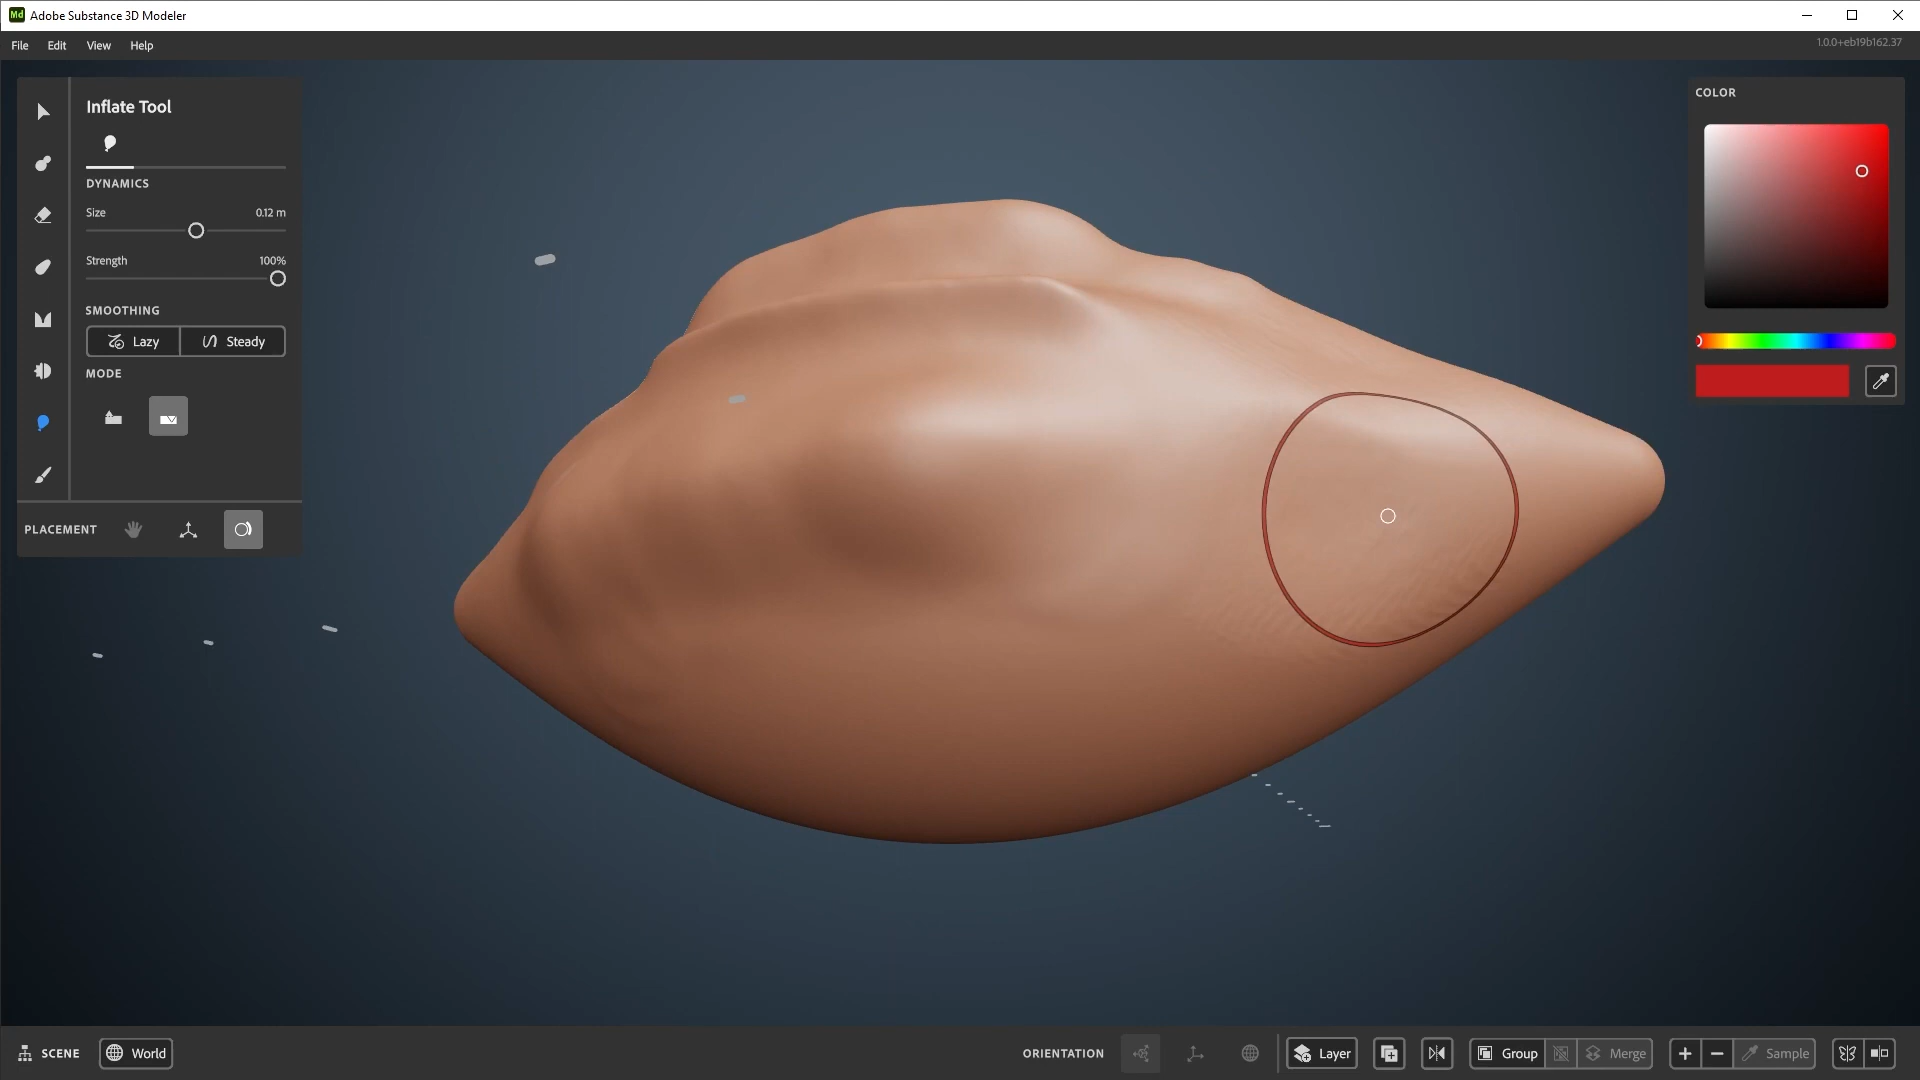 Md Adobe Substance 3D Modeler
File Edit View Help
1.0.0+eb19b162.37
Inflate Tool
DYNAMICS
Size 0.12 m
Strength 100%
SMOOTHING
Lazy Steady
MODE
PLACEMENT
COLOR
SCENE World ORIENTATION Layer Group Merge Sample